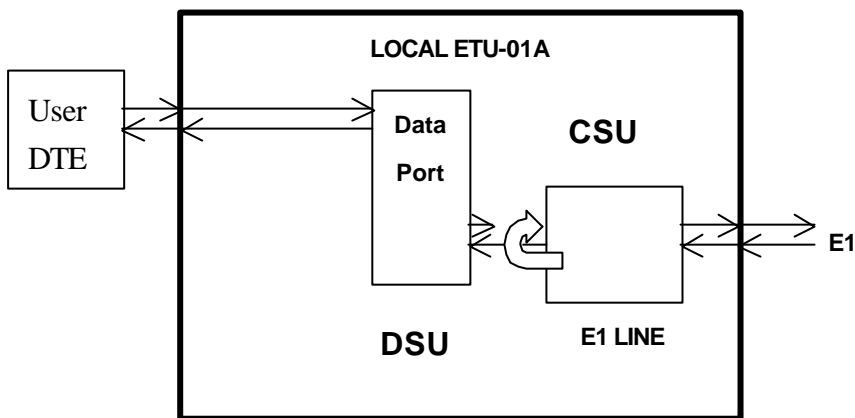 LOCAL ETU-01A
User
DTE
Data
Port
CSU
E1
DSU
E1 LINE